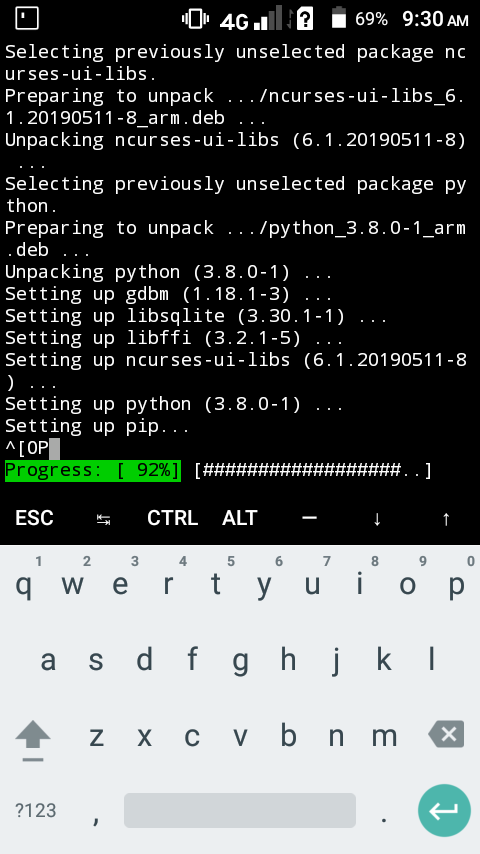 4G ? 69% 9:30 AM
Selecting previously unselected package nc
urses-ui-libs.
Preparing to unpack .../ncurses-ui-libs_6.
1.20190511-8_arm.deb ...
Unpacking ncurses-ui-libs (6.1.20190511-8)
 ...
Selecting previously unselected package py
thon.
Preparing to unpack .../python_3.8.0-1_arm
.deb ...
Unpacking python (3.8.0-1) ...
Setting up gdbm (1.18.1-3) ...
Setting up libsqlite (3.30.1-1) ...
Setting up libffi (3.2.1-5) ...
Setting up ncurses-ui-libs (6.1.20190511-8
) ...
Setting up python (3.8.0-1) ...
Setting up pip...
^[OP
Progress: [ 92%] [##################..]
ESC ↹ CTRL ALT — ↓ ↑
1 2 3 4 5 6 7 8 9 0
q w e r t y u i o p
a s d f g h j k l
z x c v b n m
?123 , .